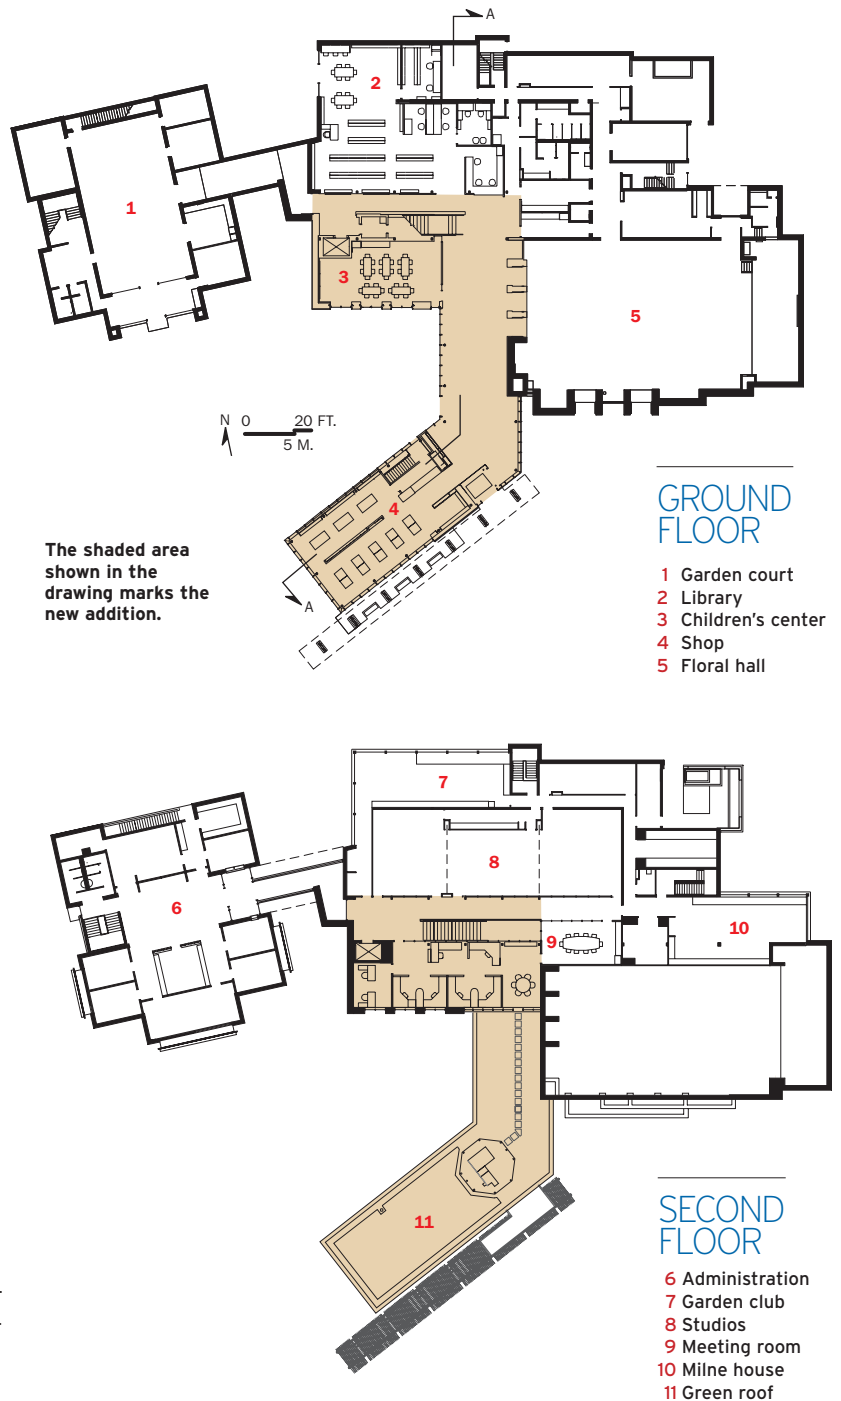 A
2
1
3
5
N 0 20 FT.
5 M.
4
The shaded area
shown in the
drawing marks the
new addition.
A
GROUND
FLOOR
1 Garden court
2 Library
3 Children’s center
4 Shop
5 Floral hall
7
8
6
9
10
11
SECOND
FLOOR
6 Administration
7 Garden club
8 Studios
9 Meeting room
10 Milne house
11 Green roof